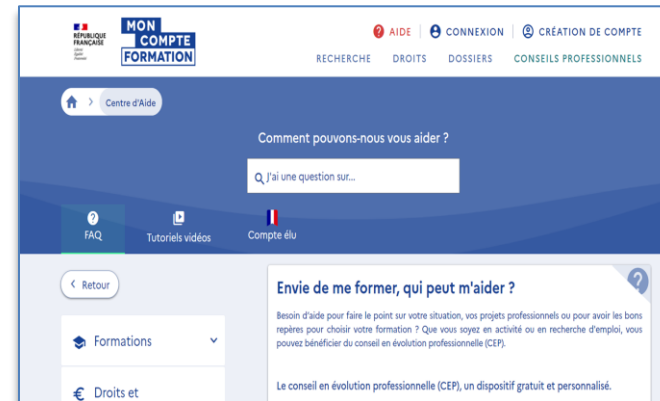 RÉPUBLIQUE
FRANÇAISE
MON
COMPTE
FORMATION
AIDE
CONNEXION
CRÉATION DE COMPTE
RECHERCHE DROITS DOSSIERS CONSEILS PROFESSIONNELS
Centre d'Aide
Comment pouvons-nous vous aider ?
J'ai une question sur...
FAQ
Tutoriels vidéos
Compte élu
Retour
Envie de me former, qui peut m'aider ?
Besoin d'aide pour faire le point sur votre situation, vos projets professionnels ou pour avoir les bons
repères pour choisir votre formation ? Que vous soyez en activité ou en recherche d'emploi, vous
pouvez bénéficier du conseil en évolution professionnelle (CEP).
Formations
Le conseil en évolution professionnelle (CEP), un dispositif gratuit et personnalisé.
Droits et